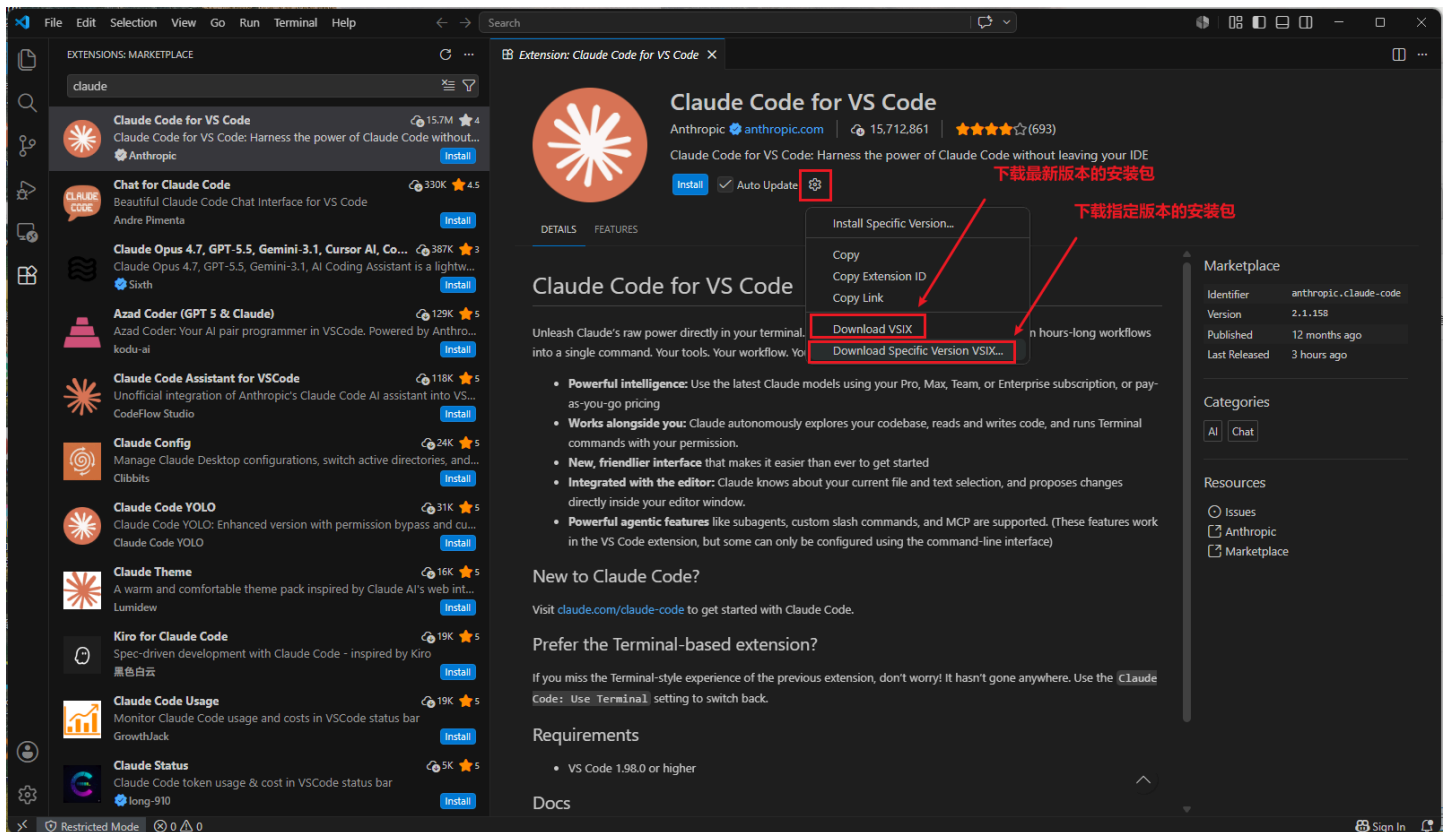 File Edit Selection View Go Run Terminal Help
Search
EXTENSIONS: MARKETPLACE
claude
Claude Code for VS Code 15.7M 4
Claude Code for VS Code: Harness the power of Claude Code without...
Anthropic Install
Chat for Claude Code 330K 4.5
Beautiful Claude Code Chat Interface for VS Code
Andre Pimenta Install
CLAUDE
CODE
Claude Opus 4.7, GPT-5.5, Gemini-3.1, Cursor AI, Co... 387K 3
Claude Opus 4.7, GPT-5.5, Gemini-3.1, AI Coding Assistant is a lightw...
Sixth Install
Azad Coder (GPT 5 & Claude) 129K 5
Azad Coder: Your AI pair programmer in VSCode. Powered by Anthro...
kodu-ai Install
Claude Code Assistant for VSCode 118K 5
Unofficial integration of Anthropic's Claude Code AI assistant into VS...
CodeFlow Studio Install
Claude Config 24K 5
Manage Claude Desktop configurations, switch active directories, and...
Clibbits Install
Claude Code YOLO 31K 5
Claude Code YOLO: Enhanced version with permission bypass and cu...
Claude Code YOLO Install
Claude Theme 16K 5
A warm and comfortable theme pack inspired by Claude AI's web int...
Lumidew Install
Kiro for Claude Code 19K 5
Spec-driven development with Claude Code - inspired by Kiro
黑色白云 Install
Claude Code Usage 19K 5
Monitor Claude Code usage and costs in VSCode status bar
GrowthJack Install
Claude Status 5K 5
Claude Code token usage & cost in VSCode status bar
long-910 Install
Extension: Claude Code for VS Code
Claude Code for VS Code
Anthropic anthropic.com 15,712,861 (693)
Claude Code for VS Code: Harness the power of Claude Code without leaving your IDE
Install Auto Update
下载最新版本的安装包
下载指定版本的安装包
DETAILS FEATURES
Install Specific Version...
Copy
Copy Extension ID
Copy Link
Download VSIX
Download Specific Version VSIX...
Claude Code for VS Code
Unleash Claude's raw power directly in your terminal. n hours-long workflows
into a single command. Your tools. Your workflow. Yo
• Powerful intelligence: Use the latest Claude models using your Pro, Max, Team, or Enterprise subscription, or pay-
as-you-go pricing
• Works alongside you: Claude autonomously explores your codebase, reads and writes code, and runs Terminal
commands with your permission.
• New, friendlier interface that makes it easier than ever to get started
• Integrated with the editor: Claude knows about your current file and text selection, and proposes changes
directly inside your editor window.
• Powerful agentic features like subagents, custom slash commands, and MCP are supported. (These features work
in the VS Code extension, but some can only be configured using the command-line interface)
New to Claude Code?
Visit claude.com/claude-code to get started with Claude Code.
Prefer the Terminal-based extension?
If you miss the Terminal-style experience of the previous extension, don't worry! It hasn't gone anywhere. Use the Claude
Code: Use Terminal setting to switch back.
Requirements
• VS Code 1.98.0 or higher
Docs
Marketplace
Identifier anthropic.claude-code
Version 2.1.158
Published 12 months ago
Last Released 3 hours ago
Categories
AI Chat
Resources
Issues
Anthropic
Marketplace
Restricted Mode 0 0
Sign In